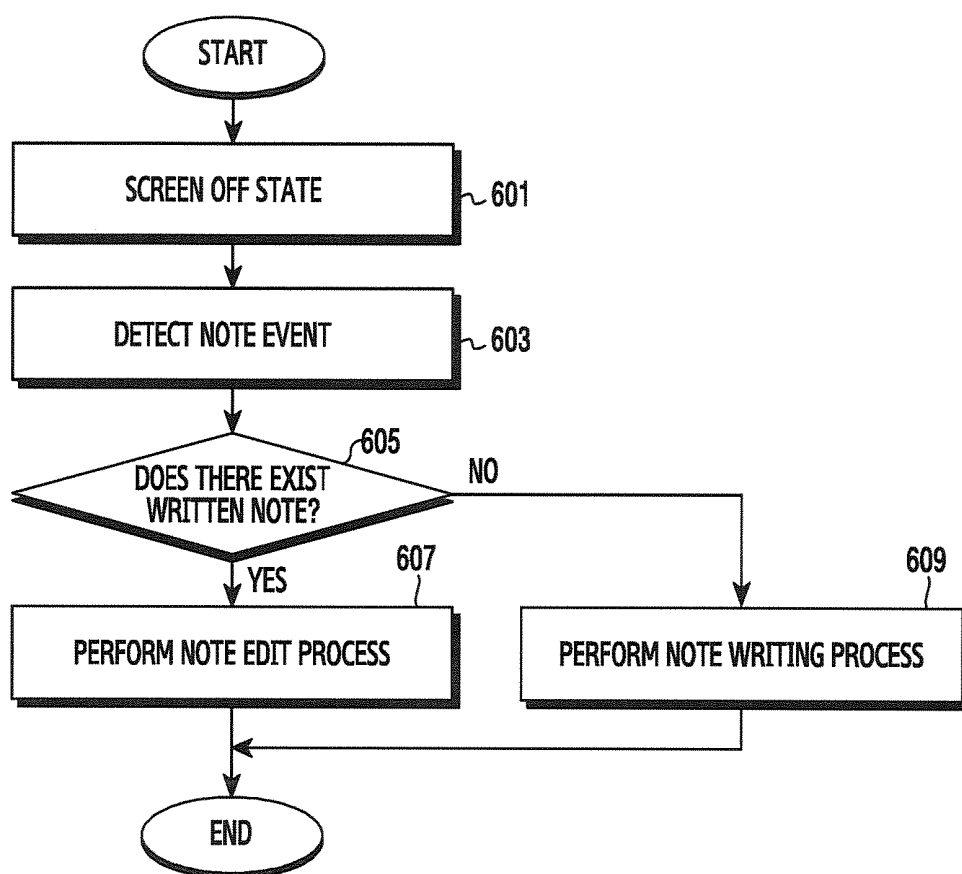 START
SCREEN OFF STATE
601
DETECT NOTE EVENT
603
605
DOES THERE EXIST
WRITTEN NOTE?
NO
YES
607
609
PERFORM NOTE EDIT PROCESS
PERFORM NOTE WRITING PROCESS
END